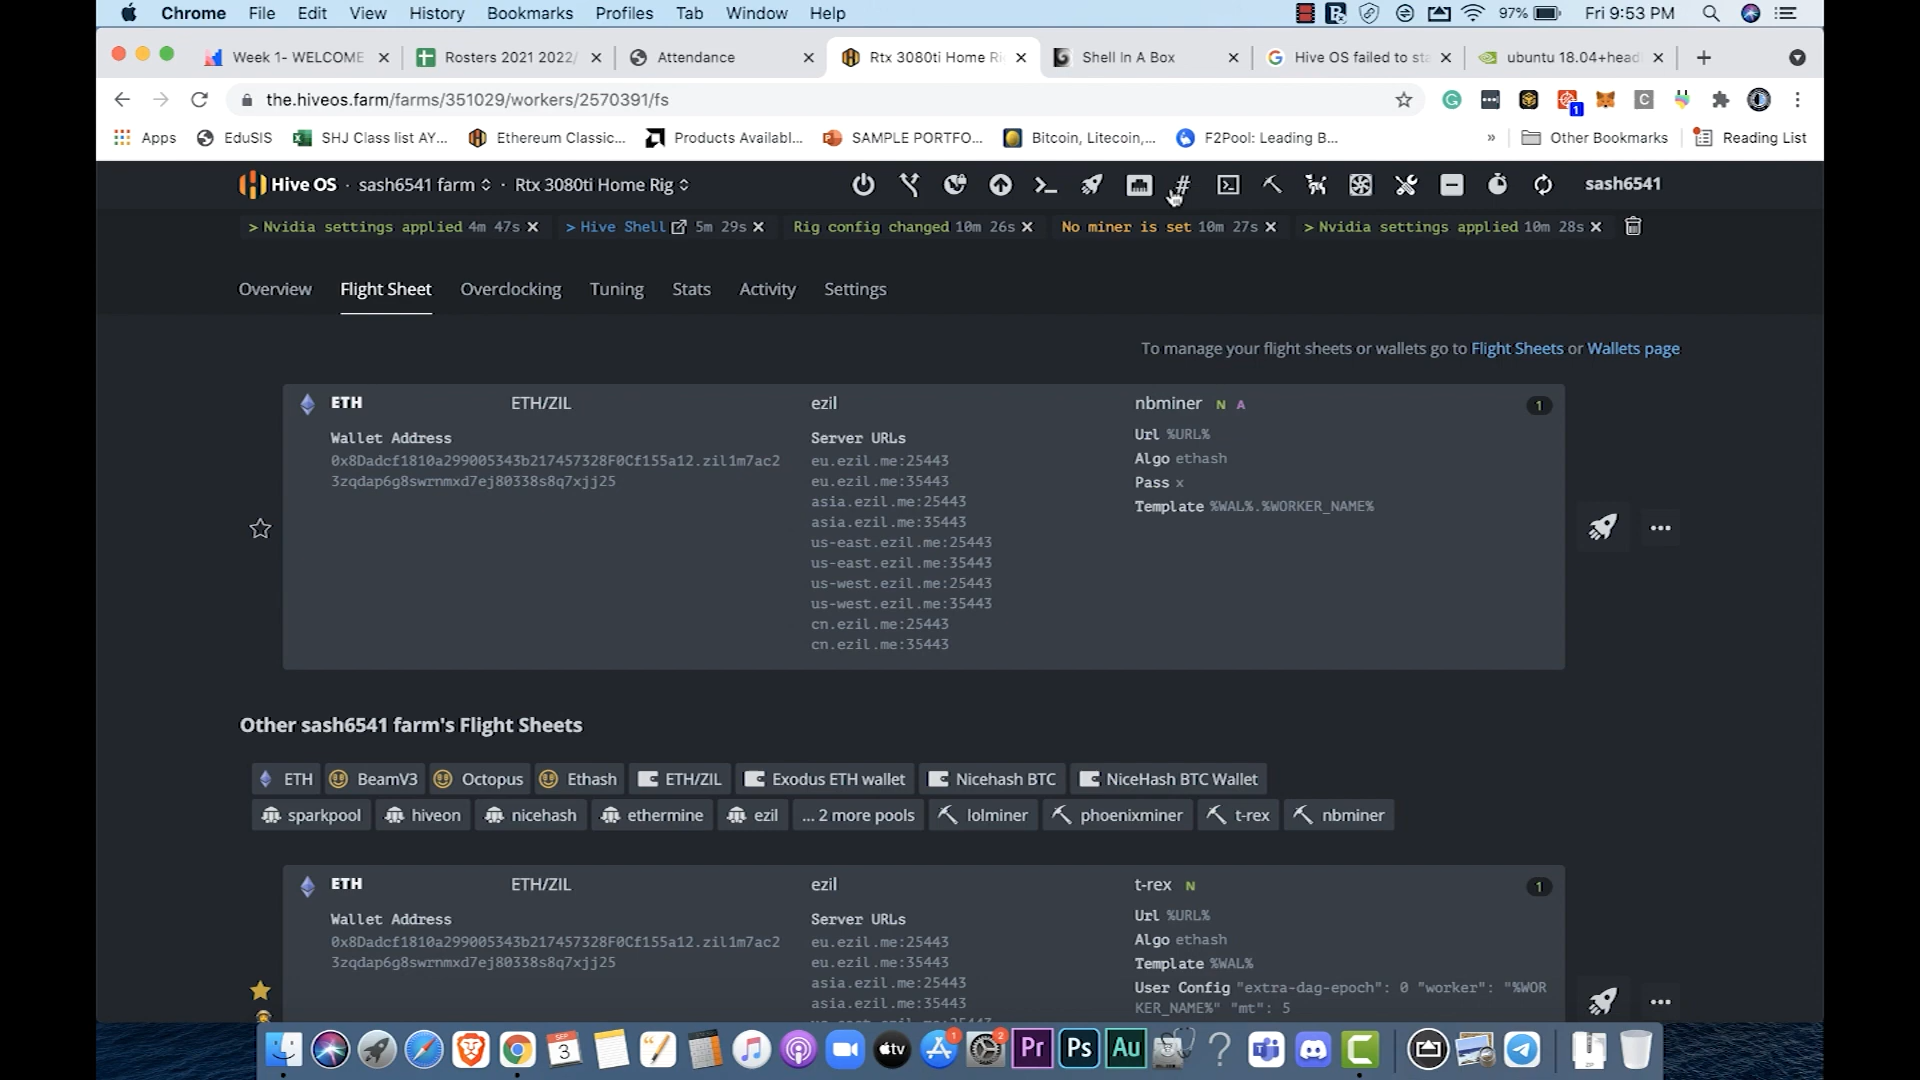 Chrome File Edit View History Bookmarks Profiles Tab Window Help 97% Fri 9:53 PM
Week 1- WELCOME Rosters 2021 2022/ Attendance Rtx 3080ti Home Ri Shell In A Box Hive OS failed to sta ubuntu 18.04+head
the.hiveos.farm/farms/351029/workers/2570391/fs 1
Apps EduSIS SHJ Class list AY... Ethereum Classic... Products Availabl... SAMPLE PORTFO... Bitcoin, Litecoin,... F2Pool: Leading B... » Other Bookmarks Reading List
Hive OS · sash6541 farm · Rtx 3080ti Home Rig sash6541
> Nvidia settings applied 4m 47s > Hive Shell 5m 29s Rig config changed 10m 26s No miner is set 10m 27s > Nvidia settings applied 10m 28s
Overview Flight Sheet Overclocking Tuning Stats Activity Settings
To manage your flight sheets or wallets go to Flight Sheets or Wallets page
ETH ETH/ZIL ezil nbminer N A 1
Wallet Address Server URLs Url %URL%
0x8Dadcf1810a299005343b217457328F0Cf155a12.zil1m7ac2 eu.ezil.me:25443 Algo ethash
3zqdap6g8swrnmxd7ej80338s8q7xjj25 eu.ezil.me:35443 Pass x
asia.ezil.me:25443 Template %WAL%.%WORKER_NAME%
asia.ezil.me:35443
us-east.ezil.me:25443
us-east.ezil.me:35443
us-west.ezil.me:25443
us-west.ezil.me:35443
cn.ezil.me:25443
cn.ezil.me:35443
Other sash6541 farm's Flight Sheets
ETH BeamV3 Octopus Ethash ETH/ZIL Exodus ETH wallet Nicehash BTC NiceHash BTC Wallet
sparkpool hiveon nicehash ethermine ezil ... 2 more pools lolminer phoenixminer t-rex nbminer
ETH ETH/ZIL ezil t-rex N 1
Wallet Address Server URLs Url %URL%
0x8Dadcf1810a299005343b217457328F0Cf155a12.zil1m7ac2 eu.ezil.me:25443 Algo ethash
3zqdap6g8swrnmxd7ej80338s8q7xjj25 eu.ezil.me:35443 Template %WAL%
asia.ezil.me:25443 User Config "extra-dag-epoch": 0 "worker": "%WOR
asia.ezil.me:35443 KER_NAME%" "mt": 5
SEP 3 tv 1 2 Pr Ps Au ?